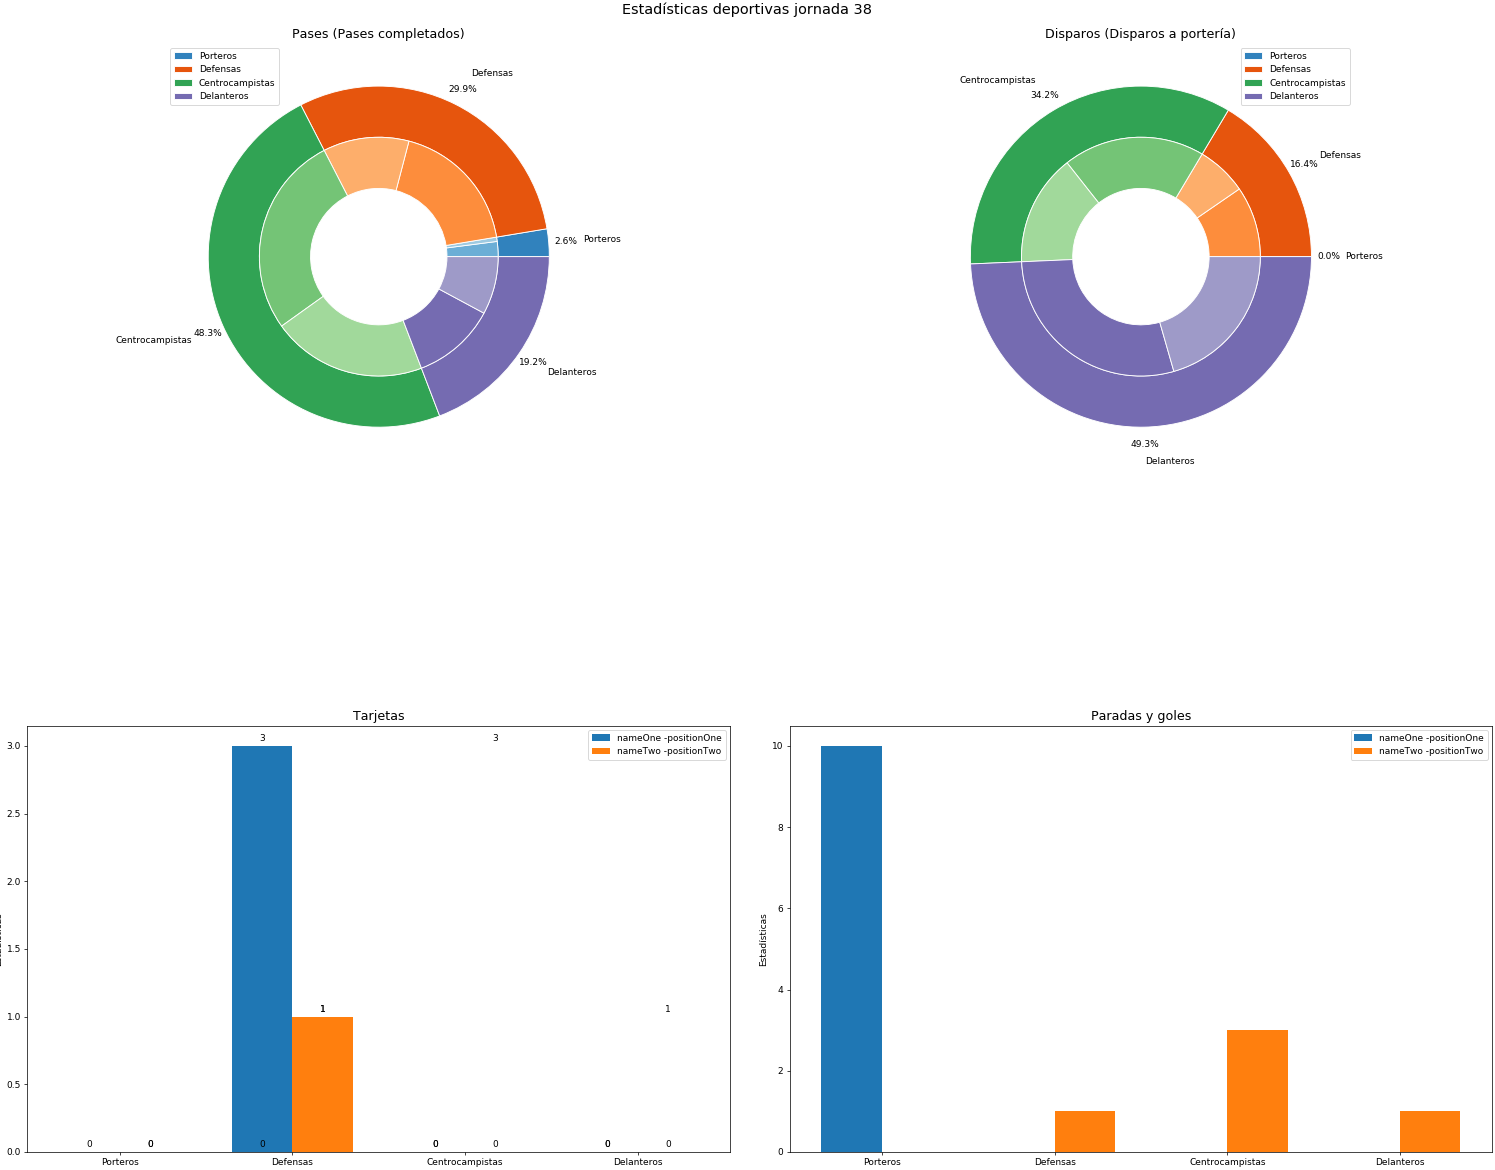 Estadísticas deportivas jornada 38
Pases (Pases completados)
Porteros
Defensas
Centrocampistas
Delanteros
Defensas
29.9%
2.6%
Porteros
48.3%
Centrocampistas
19.2%
Delanteros
Disparos (Disparos a portería)
Porteros
Defensas
Centrocampistas
Delanteros
Centrocampistas
34.2%
Defensas
16.4%
0.0%
Porteros
49.3%
Delanteros
Tarjetas
nameOne -positionOne
nameTwo -positionTwo
3.0
2.5
2.0
1.5
1.0
0.5
0.0
3
3
1
1
0
0
0
0
0
0
0
Porteros
Defensas
Centrocampistas
Delanteros
Paradas y goles
nameOne -positionOne
nameTwo -positionTwo
Estadísticas
10
8
6
4
2
0
Porteros
Defensas
Centrocampistas
Delanteros